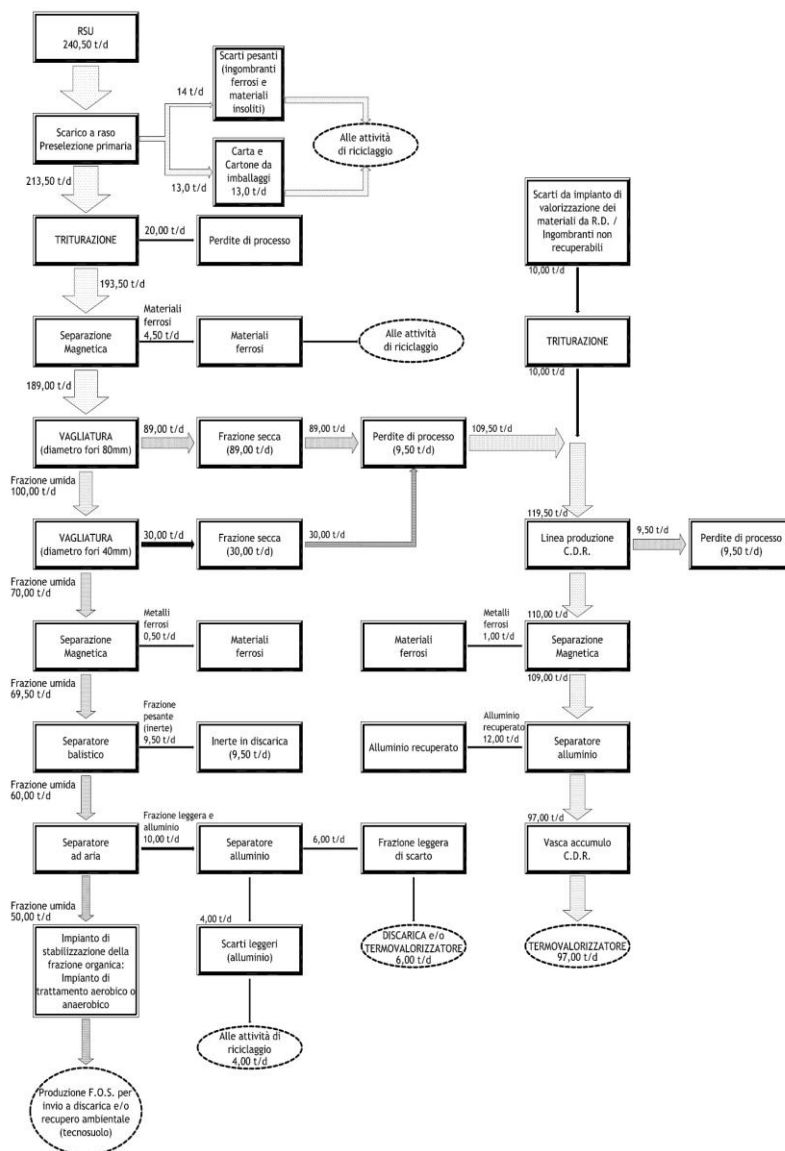 RSU
240,50 t/d
Scarico a raso
Preselezione primaria
14 t/d
Scarti pesanti
(ingombranti
ferrosi e
materiali
insoliti)
13,0 t/d
Carta e
Cartone da
imballaggi
13,0 t/d
Alle attività
di riciclaggio
213,50 t/d
TRITURAZIONE
20,00 t/d
Perdite di processo
193,50 t/d
Separazione
Magnetica
Materiali
ferrosi
4,50 t/d
Materiali
ferrosi
Alle attività
di riciclaggio
189,00 t/d
VAGLIATURA
(diametro fori 80mm)
89,00 t/d
Frazione secca
(89,00 t/d)
89,00 t/d
Perdite di processo
(9,50 t/d)
109,50 t/d
Frazione umida
100,00 t/d
VAGLIATURA
(diametro fori 40mm)
30,00 t/d
Frazione secca
(30,00 t/d)
30,00 t/d
Frazione umida
70,00 t/d
Separazione
Magnetica
Metalli
ferrosi
0,50 t/d
Materiali
ferrosi
Frazione umida
69,50 t/d
Separatore
balistico
Frazione
pesante
(inerte)
9,50 t/d
Inerte in discarica
(9,50 t/d)
Frazione umida
60,00 t/d
Separatore
ad aria
Frazione leggera e
alluminio
10,00 t/d
Separatore
alluminio
6,00 t/d
Frazione leggera
di scarto
DISCARICA e/o
TERMOVALORIZZATORE
6,00 t/d
4,00 t/d
Scarti leggeri
(alluminio)
Alle attività di
riciclaggio
4,00 t/d
Frazione umida
50,00 t/d
Impianto di
stabilizzazione della
frazione organica:
Impianto di
trattamento aerobico o
anaerobico
Produzione F.O.S. per
invio a discarica e/o
recupero ambientale
(tecnosuolo)
Scarti da impianto di
valorizzazione dei
materiali da R.D. /
Ingombranti non
recuperabili
10,00 t/d
TRITURAZIONE
10,00 t/d
119,50 t/d
Linea produzione
C.D.R.
9,50 t/d
Perdite di processo
(9,50 t/d)
110,00 t/d
Separazione
Magnetica
Metalli
ferrosi
1,00 t/d
Materiali
ferrosi
109,00 t/d
Separatore
alluminio
Alluminio
recuperato
12,00 t/d
Alluminio recuperato
97,00 t/d
Vasca accumulo
C.D.R.
TERMOVALORIZZATORE
97,00 t/d